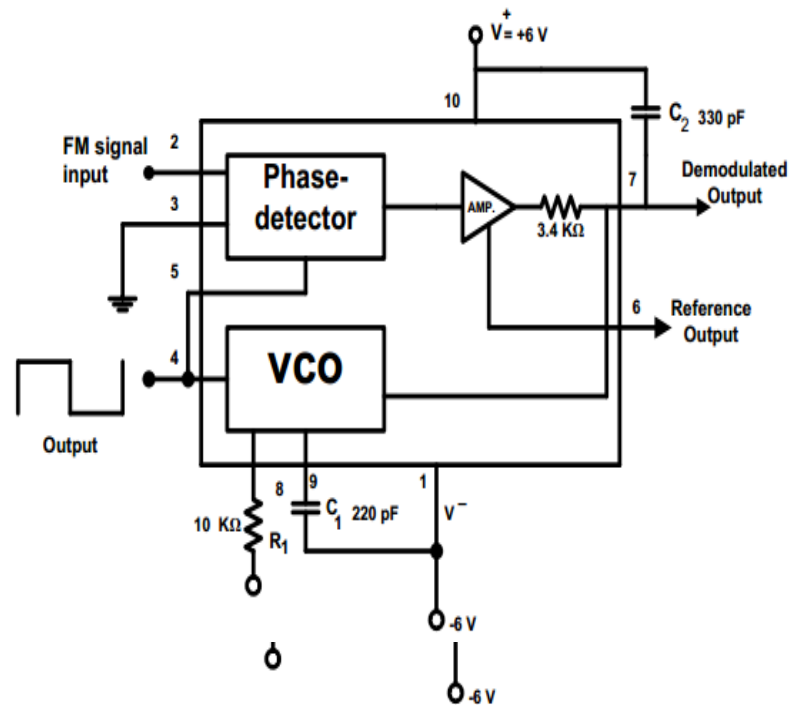 +
V = +6 V
10
C2 330 pF
FM signal
input
2
Phase-
detector
AMP.
3.4 KΩ
7
Demodulated
Output
3
5
6
Reference
Output
4
VCO
Output
8
9
1
V −
10 KΩ
R1
C1 220 pF
-6 V
-6 V